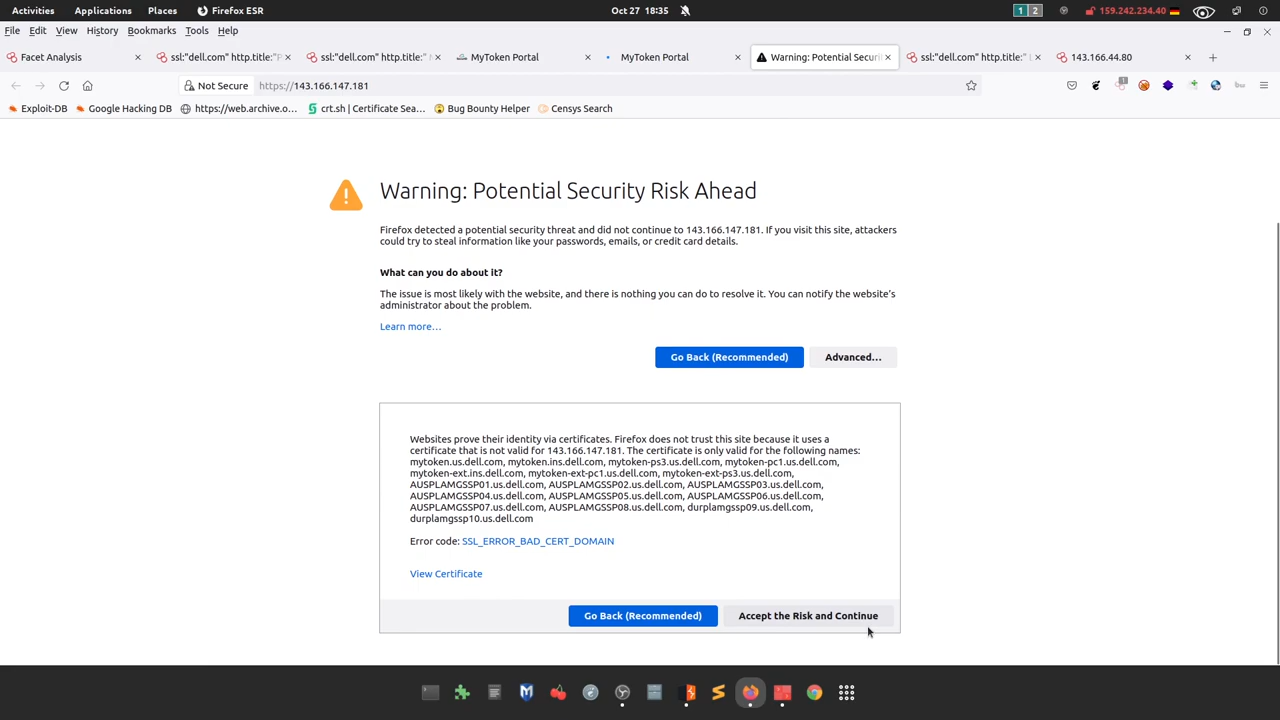 Activities Applications Places Firefox ESR Oct 27 18:35 1 2 159.242.234.40
File Edit View History Bookmarks Tools Help
Facet Analysis ssl:"dell.com" http.title:"P ssl:"dell.com" http.title:" MyToken Portal MyToken Portal Warning: Potential Securi ssl:"dell.com" http.title:" L 143.166.44.80
Not Secure https://143.166.147.181
Exploit-DB Google Hacking DB https://web.archive.o… crt.sh | Certificate Sea… Bug Bounty Helper Censys Search
Warning: Potential Security Risk Ahead
Firefox detected a potential security threat and did not continue to 143.166.147.181. If you visit this site, attackers
could try to steal information like your passwords, emails, or credit card details.
What can you do about it?
The issue is most likely with the website, and there is nothing you can do to resolve it. You can notify the website's
administrator about the problem.
Learn more…
Go Back (Recommended) Advanced…
Websites prove their identity via certificates. Firefox does not trust this site because it uses a
certificate that is not valid for 143.166.147.181. The certificate is only valid for the following names:
mytoken.us.dell.com, mytoken.ins.dell.com, mytoken-ps3.us.dell.com, mytoken-pc1.us.dell.com,
mytoken-ext.ins.dell.com, mytoken-ext-pc1.us.dell.com, mytoken-ext-ps3.us.dell.com,
AUSPLAMGSSP01.us.dell.com, AUSPLAMGSSP02.us.dell.com, AUSPLAMGSSP03.us.dell.com,
AUSPLAMGSSP04.us.dell.com, AUSPLAMGSSP05.us.dell.com, AUSPLAMGSSP06.us.dell.com,
AUSPLAMGSSP07.us.dell.com, AUSPLAMGSSP08.us.dell.com, durplamgssp09.us.dell.com,
durplamgssp10.us.dell.com
Error code: SSL_ERROR_BAD_CERT_DOMAIN
View Certificate
Go Back (Recommended) Accept the Risk and Continue